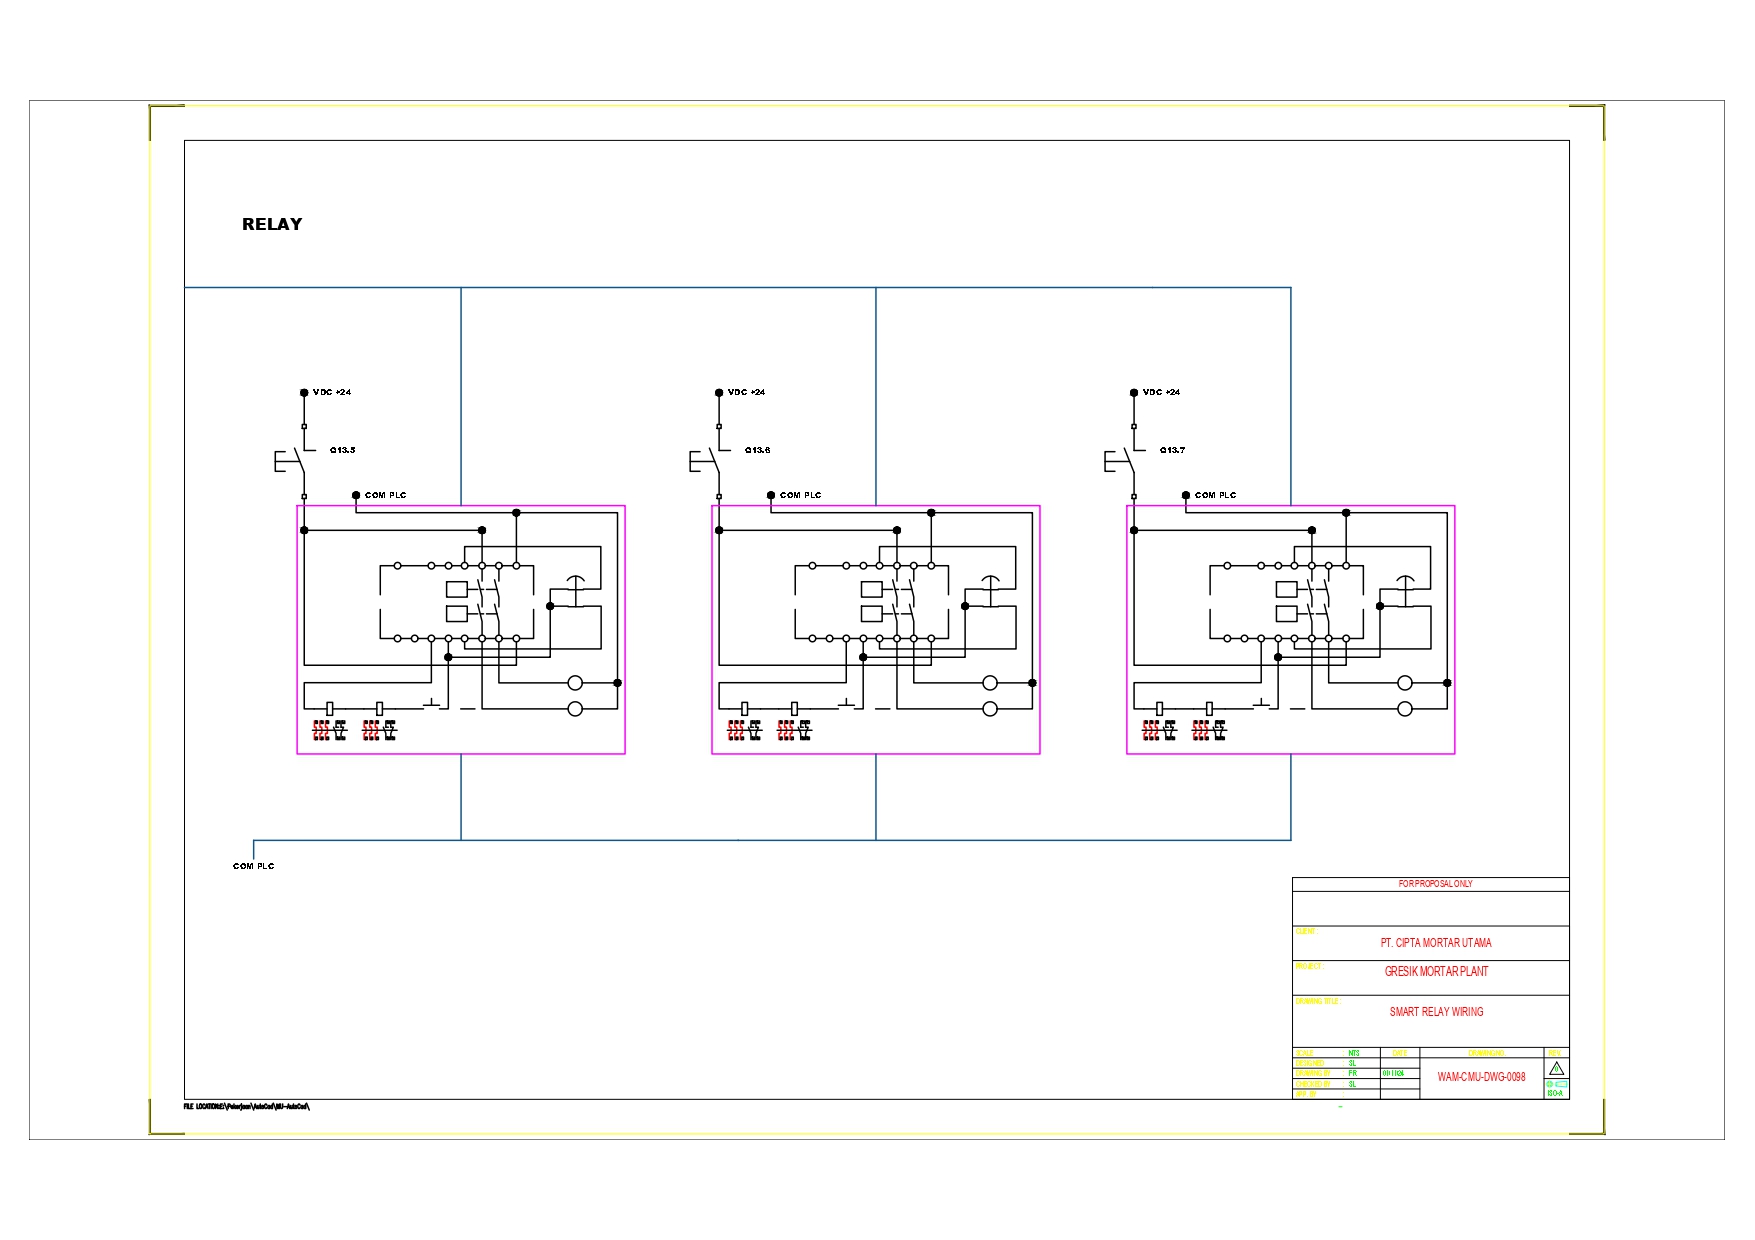 RELAY
VDC +24
VDC +24
VDC +24
Q13.5
Q13.6
Q13.7
COM PLC
COM PLC
COM PLC
COM PLC
FOR PROPOSAL ONLY
CLIENT :
PT. CIPTA MORTAR UTAMA
PROJECT :
GRESIK MORTAR PLANT
DRAWING TITLE :
SMART RELAY WIRING
SCALE : NTS DATE DRAWING NO. REV.
DESIGNED : SL
DRAWING BY : FR
CHECKED BY : SL
APP. BY :
WAM-CMU-DWG-0098
0
ISO-A
FILE LOCATION:E:\Pekerjaan\AutoCad\MU-AutoCad\